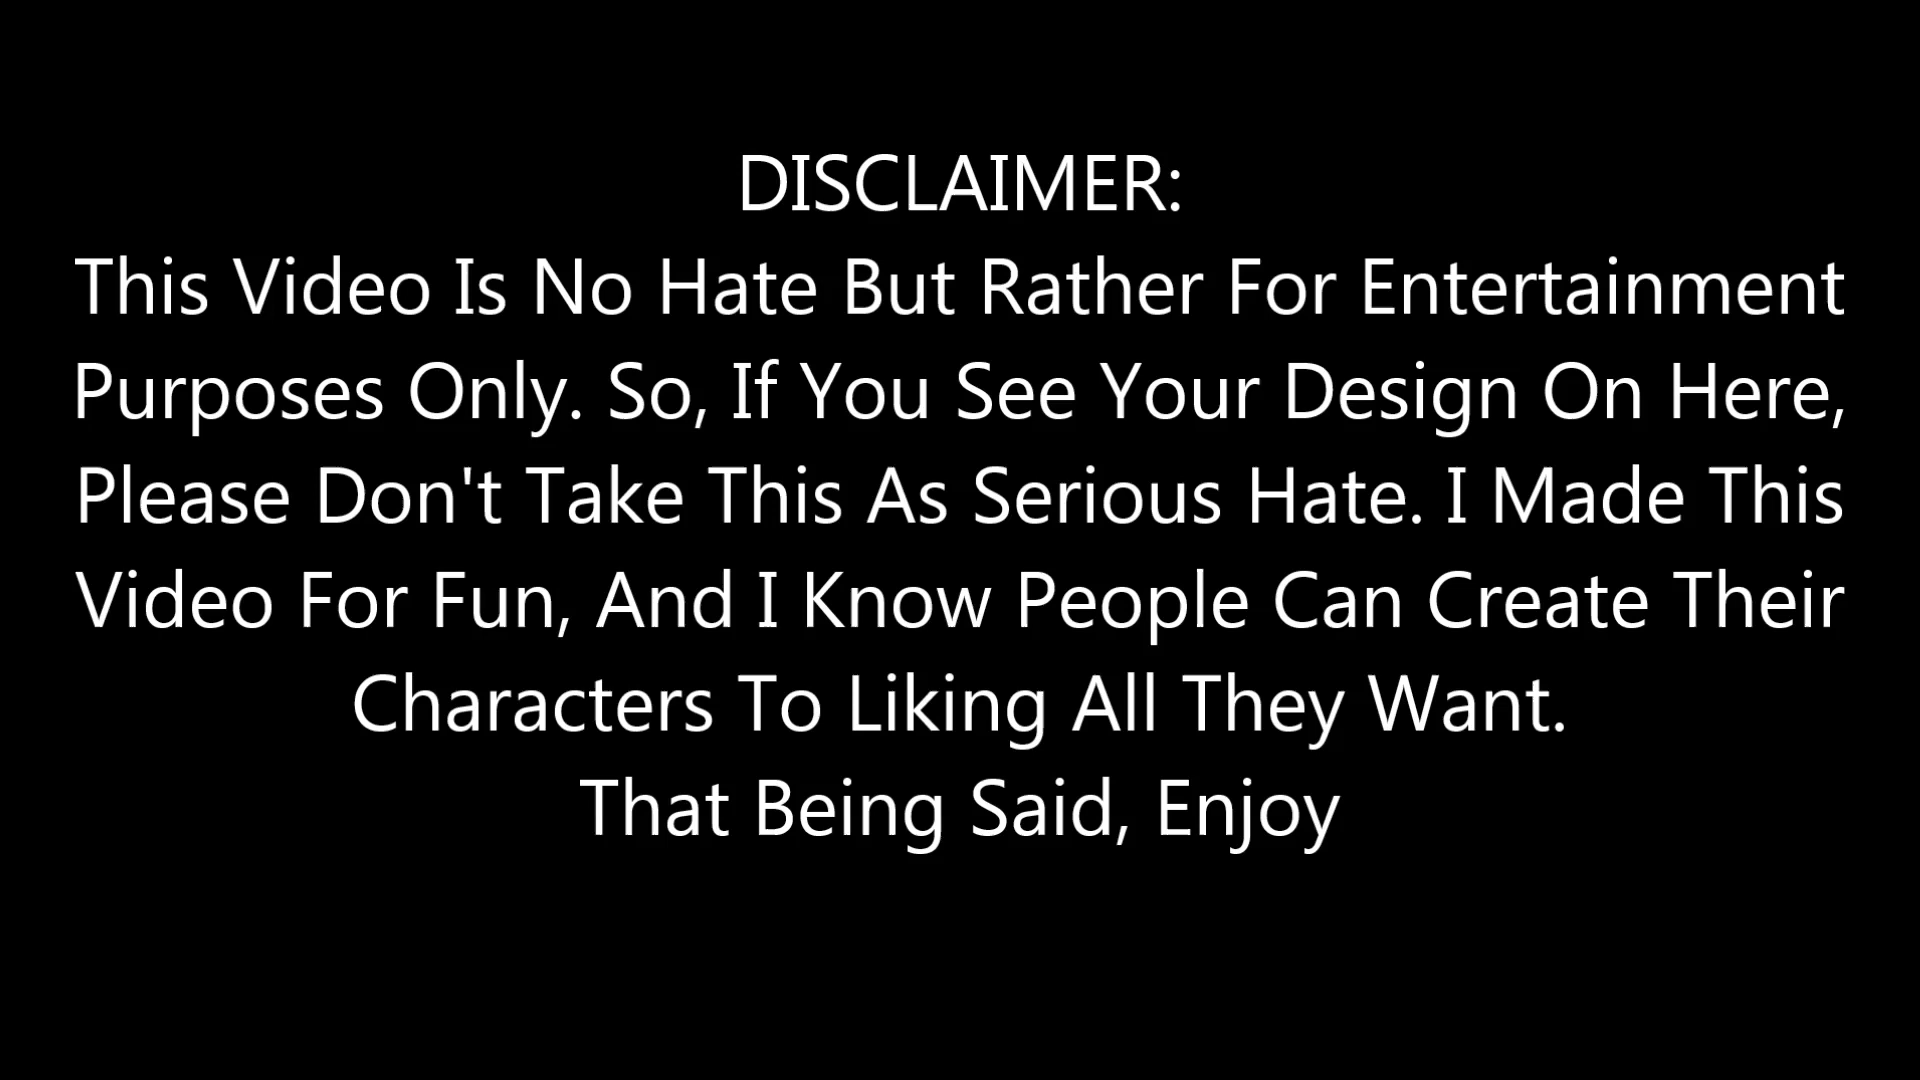 DISCLAIMER:
This Video Is No Hate But Rather For Entertainment
Purposes Only. So, If You See Your Design On Here,
Please Don't Take This As Serious Hate. I Made This
Video For Fun, And I Know People Can Create Their
Characters To Liking All They Want.
That Being Said, Enjoy